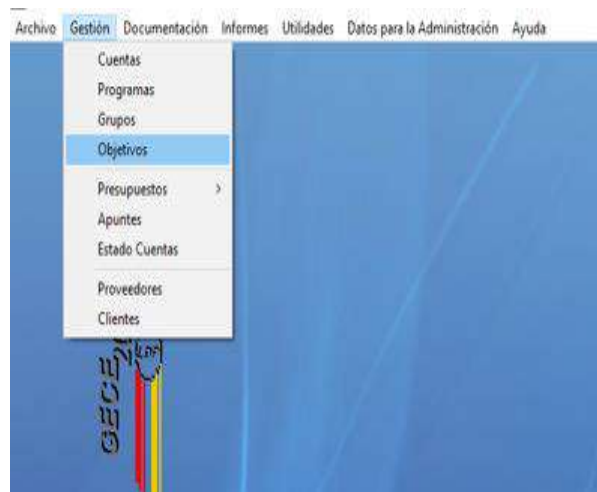 Archivo Gestión Documentación Informes Utilidades Datos para la Administración Ayuda
Cuentas
Programas
Grupos
Objetivos
Presupuestos >
Apuntes
Estado Cuentas
Proveedores
Clientes
GECE